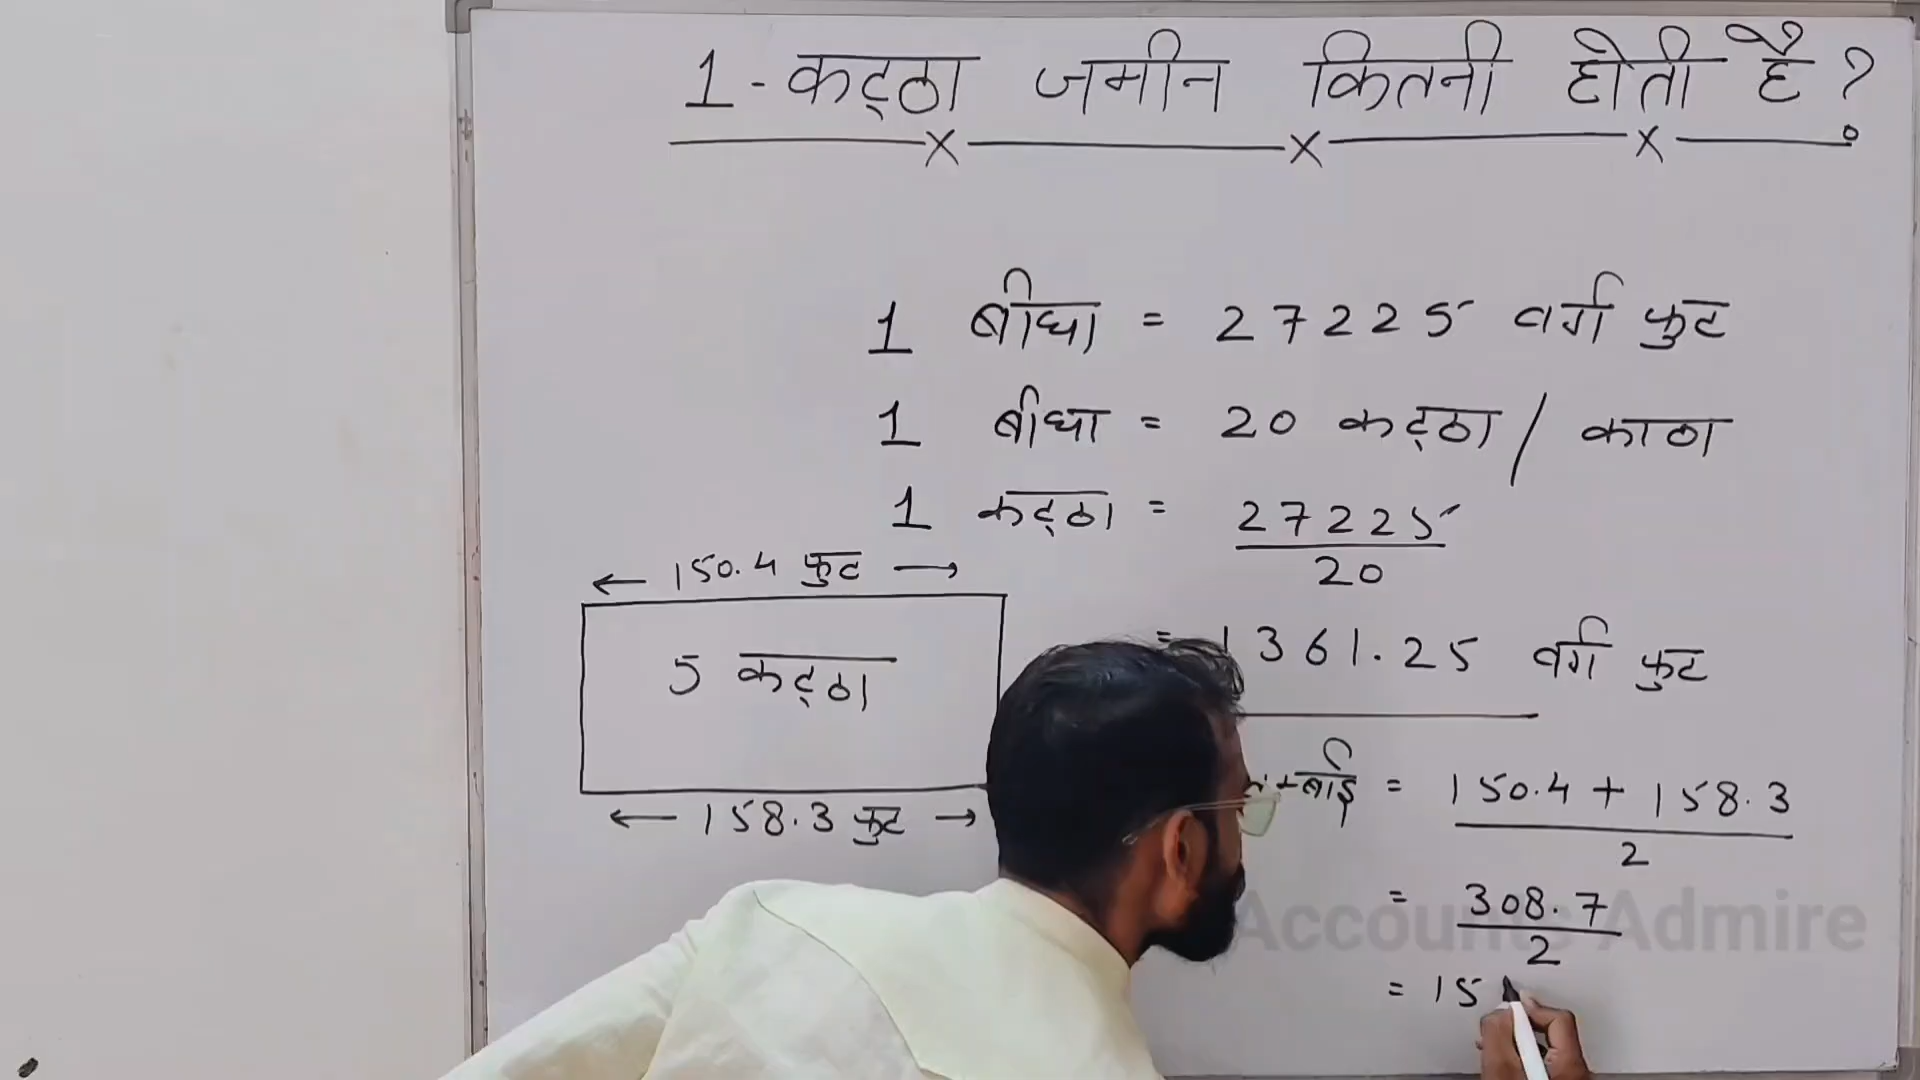 1 - कट्ठा जमीन कितनी होती है ?
x x x
1 बीघा = 27225 वर्ग फुट
1 बीघा = 20 कट्ठा / काठा
1 कट्ठा = 27225
20
= 1361.25 वर्ग फुट
← 150.4 फुट →
5 कट्ठा
← 158.3 फुट →
= 150.4 + 158.3
2
= 308.7
2
= 15
Accounts Admire